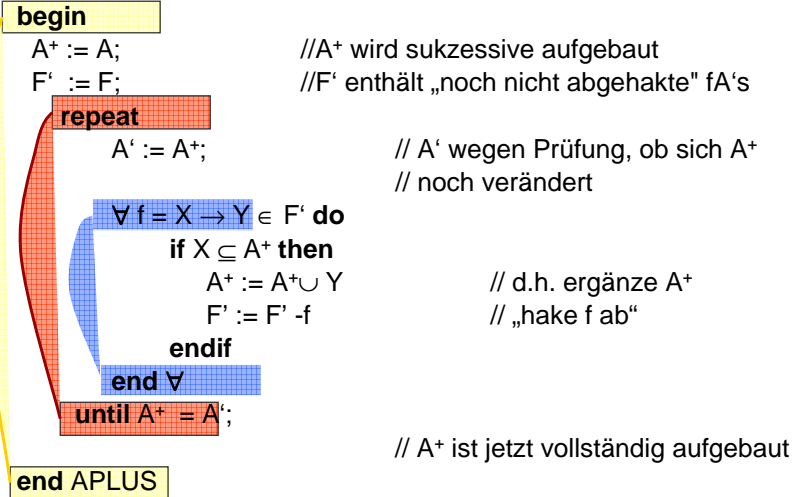 begin
A⁺ := A; //A⁺ wird sukzessive aufgebaut
F‘ := F; //F‘ enthält „noch nicht abgehakte" fA‘s
repeat
A‘ := A⁺; // A‘ wegen Prüfung, ob sich A⁺
// noch verändert
∀ f = X → Y ∈ F‘ do
if X ⊆ A⁺ then
A⁺ := A⁺∪ Y // d.h. ergänze A⁺
F’ := F’ -f // „hake f ab“
endif
end ∀
until A⁺ = A‘;
// A⁺ ist jetzt vollständig aufgebaut
end APLUS